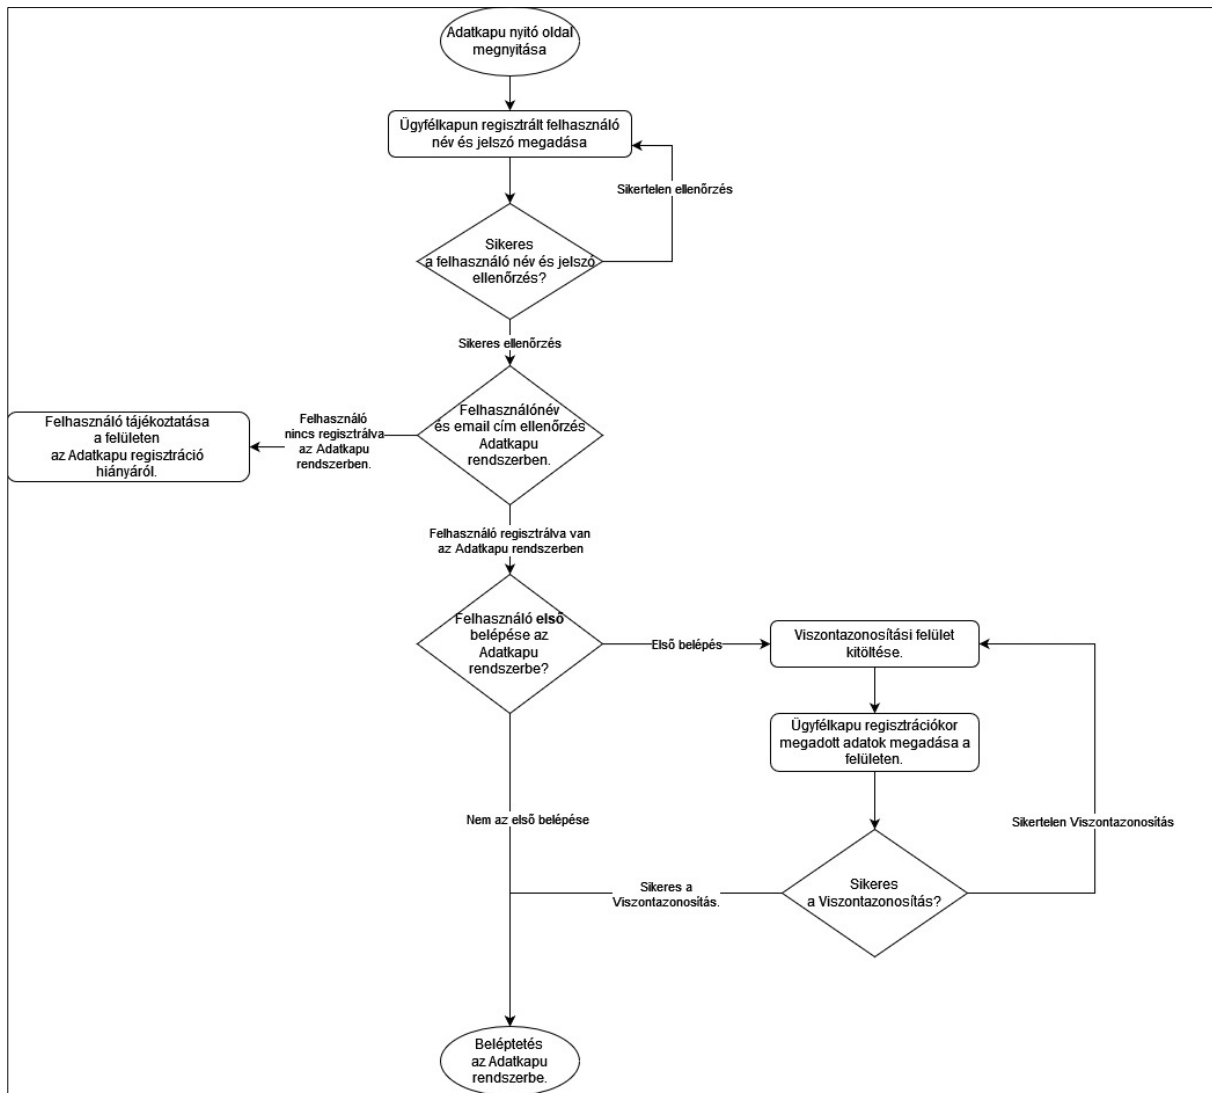 Adatkapu nyitó oldal
megnyitása
Ügyfélkapun regisztrált felhasználó
név és jelszó megadása
Sikertelen ellenőrzés
Sikeres
a felhasználó név és jelszó
ellenőrzés?
Sikeres ellenőrzés
Felhasználónév
és email cím ellenőrzés
Adatkapu
rendszerben.
Felhasználó
nincs regisztrálva
az Adatkapu
rendszerben.
Felhasználó tájékoztatása
a felületen
az Adatkapu regisztráció
hiányáról.
Felhasználó regisztrálva van
az Adatkapu rendszerben
Felhasználó első
belépése az
Adatkapu
rendszerbe?
Első belépés
Viszontazonosítási felület
kitöltése.
Ügyfélkapu regisztrációkor
megadott adatok megadása a
felületen.
Nem az első belépése
Sikertelen Viszontazonosítás
Sikeres
a Viszontazonosítás?
Sikeres a
Viszontazonosítás.
Beléptetés
az Adatkapu
rendszerbe.